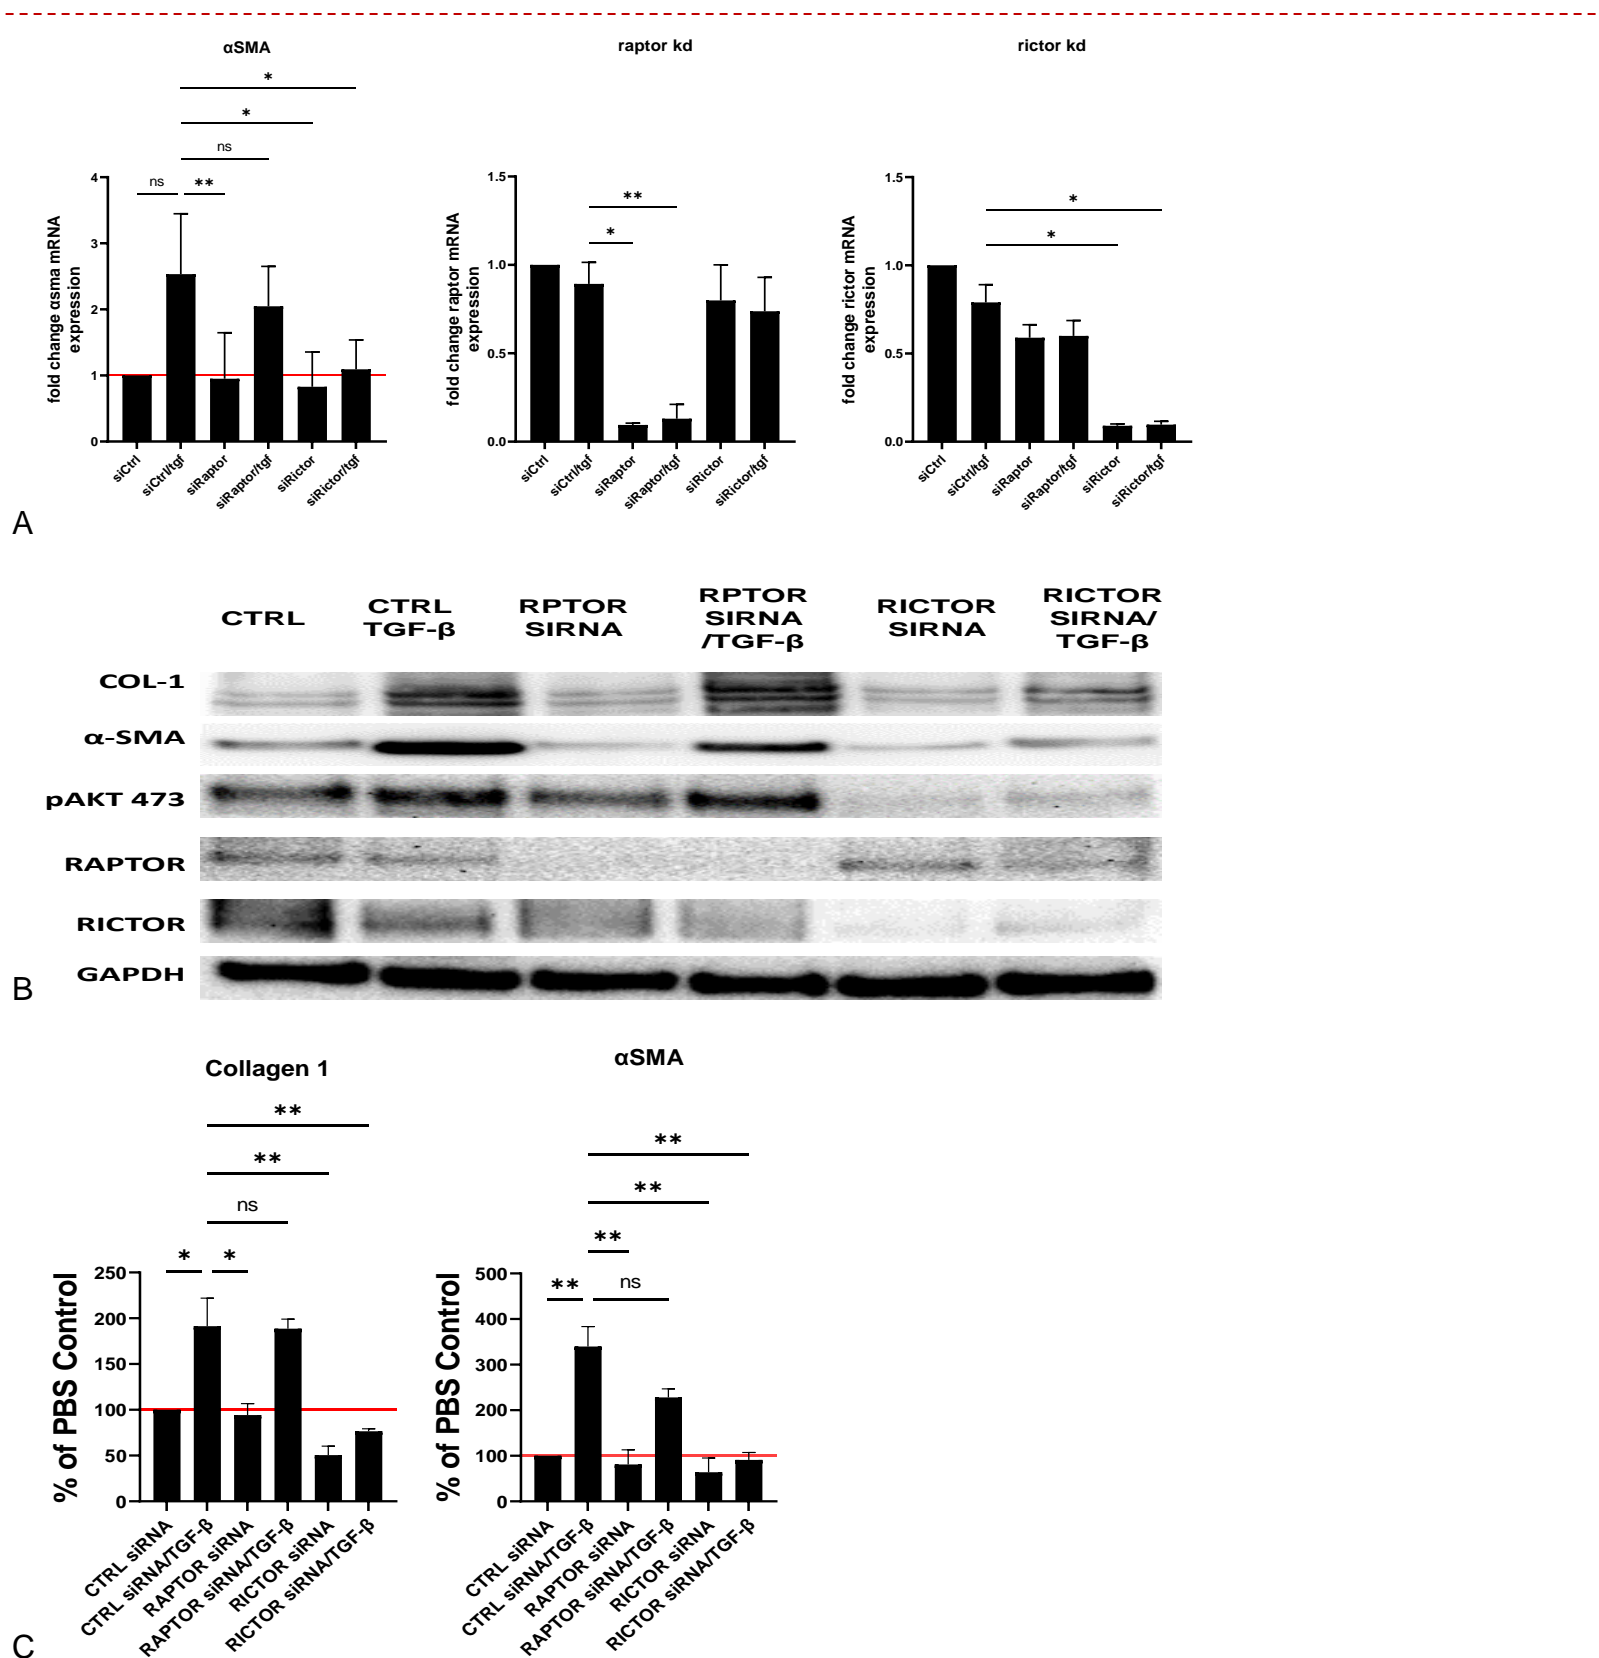 αSMA
raptor kd
rictor kd
*
*
ns
ns
**
fold change αsma mRNA
expression
4
3
2
1
0
siCtrl
siCtrl/tgf
siRaptor
siRaptor/tgf
siRictor
siRictor/tgf
**
*
fold change raptor mRNA
expression
1.5
1.0
0.5
0.0
siCtrl
siCtrl/tgf
siRaptor
siRaptor/tgf
siRictor
siRictor/tgf
*
*
fold change rictor mRNA
expression
1.5
1.0
0.5
0.0
siCtrl
siCtrl/tgf
siRaptor
siRaptor/tgf
siRictor
siRictor/tgf
A
CTRL
CTRL
TGF-β
RPTOR
SIRNA
RPTOR
SIRNA
/TGF-β
RICTOR
SIRNA
RICTOR
SIRNA/
TGF-β
COL-1
α-SMA
pAKT 473
RAPTOR
RICTOR
GAPDH
B
Collagen 1
**
**
ns
*
*
% of PBS Control
250
200
150
100
50
0
CTRL siRNA
CTRL siRNA/TGF-β
RAPTOR siRNA
RAPTOR siRNA/TGF-β
RICTOR siRNA
RICTOR siRNA/TGF-β
αSMA
**
**
**
**
ns
% of PBS Control
500
400
300
200
100
0
CTRL siRNA
CTRL siRNA/TGF-β
RAPTOR siRNA
RAPTOR siRNA/TGF-β
RICTOR siRNA
RICTOR siRNA/TGF-β
C